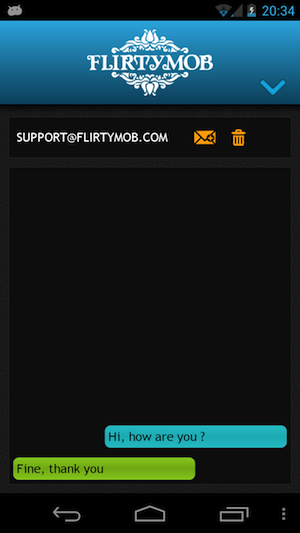 20:34
FLIRTYMOB
SUPPORT@FLIRTYMOB.COM
Hi, how are you ?
Fine, thank you